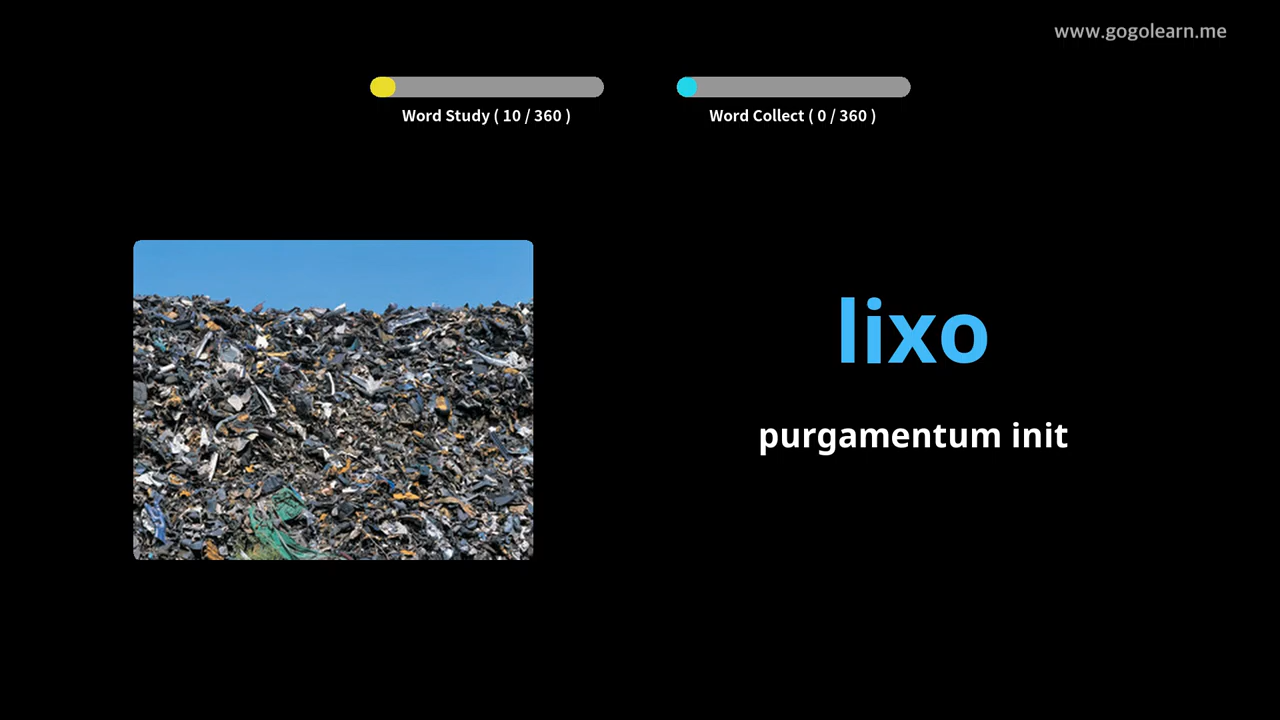 www.gogolearn.me
Word Study ( 10 / 360 )
Word Collect ( 0 / 360 )
lixo
purgamentum init